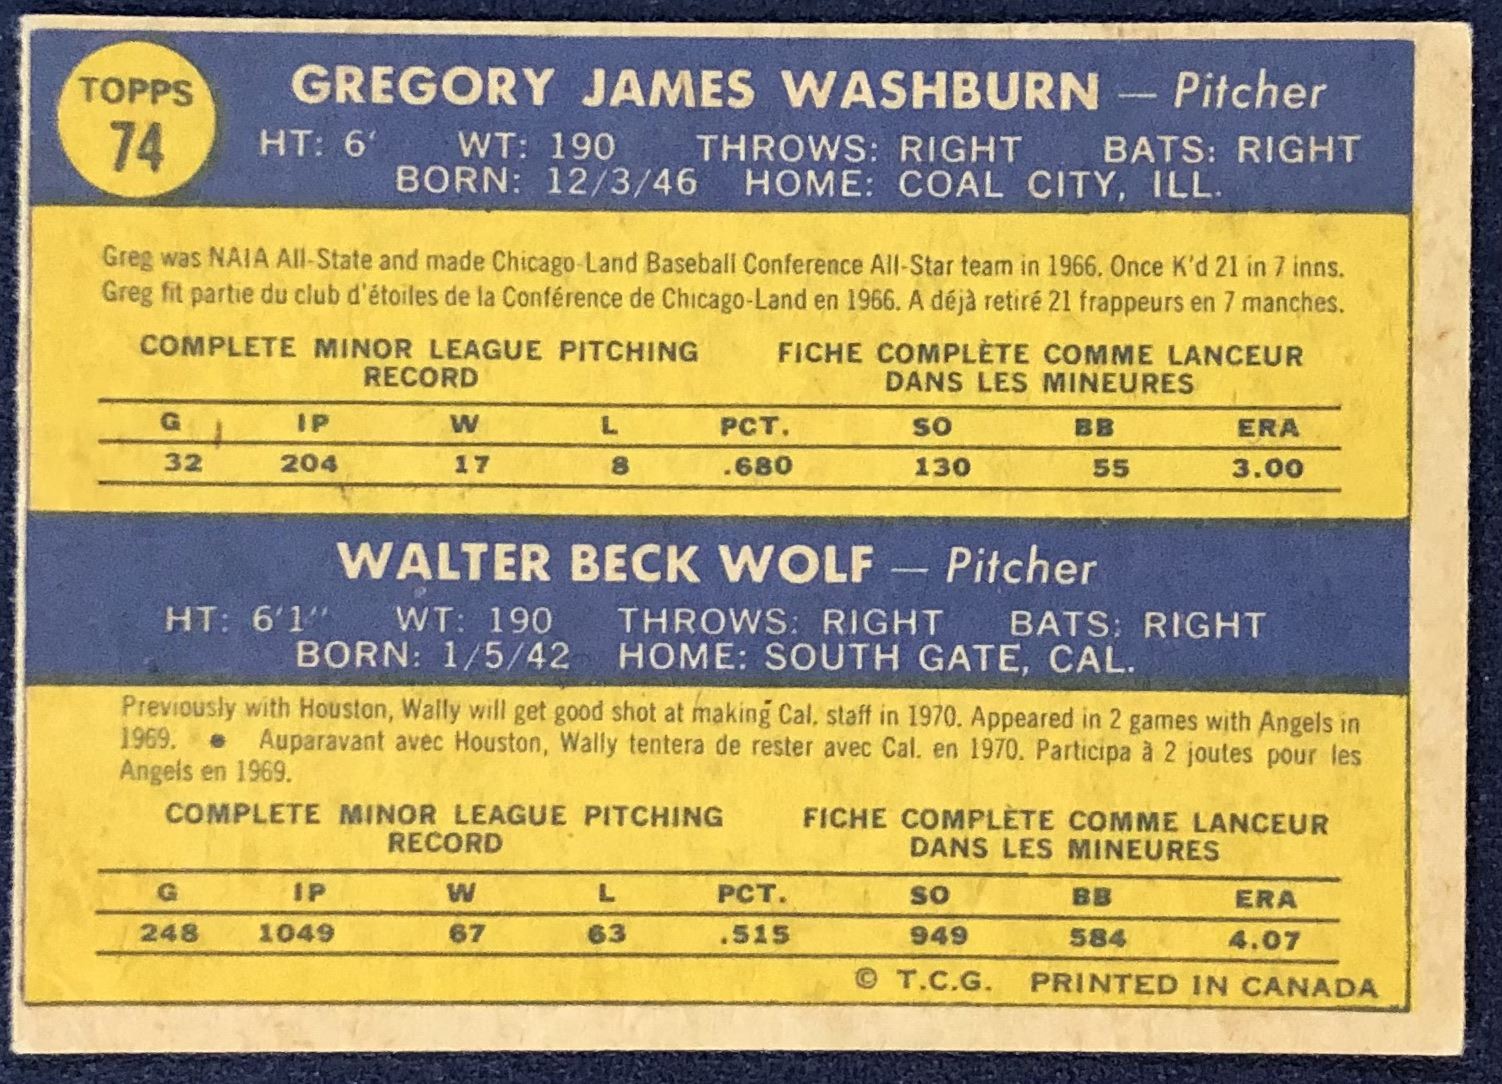 TOPPS
74
GREGORY JAMES WASHBURN — Pitcher
HT: 6' WT: 190 THROWS: RIGHT BATS: RIGHT
BORN: 12/3/46 HOME: COAL CITY, ILL.
Greg was NAIA All-State and made Chicago-Land Baseball Conference All-Star team in 1966. Once K'd 21 in 7 inns.
Greg fit partie du club d'étoiles de la Conférence de Chicago-Land en 1966. A déjà retiré 21 frappeurs en 7 manches.
COMPLETE MINOR LEAGUE PITCHING FICHE COMPLÈTE COMME LANCEUR
RECORD DANS LES MINEURES
G IP W L PCT. SO BB ERA
32 204 17 8 .680 130 55 3.00
WALTER BECK WOLF — Pitcher
HT: 6'1" WT: 190 THROWS: RIGHT BATS: RIGHT
BORN: 1/5/42 HOME: SOUTH GATE, CAL.
Previously with Houston, Wally will get good shot at making Cal. staff in 1970. Appeared in 2 games with Angels in
1969. ● Auparavant avec Houston, Wally tentera de rester avec Cal. en 1970. Participa à 2 joutes pour les
Angels en 1969.
COMPLETE MINOR LEAGUE PITCHING FICHE COMPLÈTE COMME LANCEUR
RECORD DANS LES MINEURES
G IP W L PCT. SO BB ERA
248 1049 67 63 .515 949 584 4.07
© T.C.G. PRINTED IN CANADA